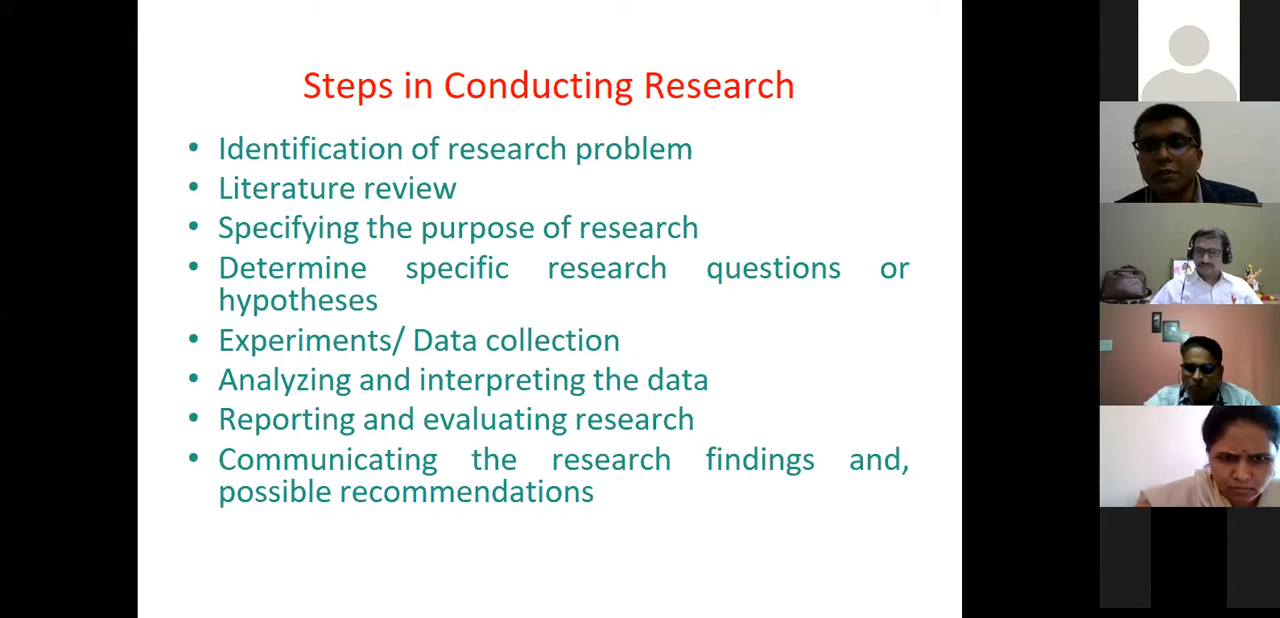 Steps in Conducting Research
• Identification of research problem
• Literature review
• Specifying the purpose of research
• Determine specific research questions or
hypotheses
• Experiments/ Data collection
• Analyzing and interpreting the data
• Reporting and evaluating research
• Communicating the research findings and,
possible recommendations